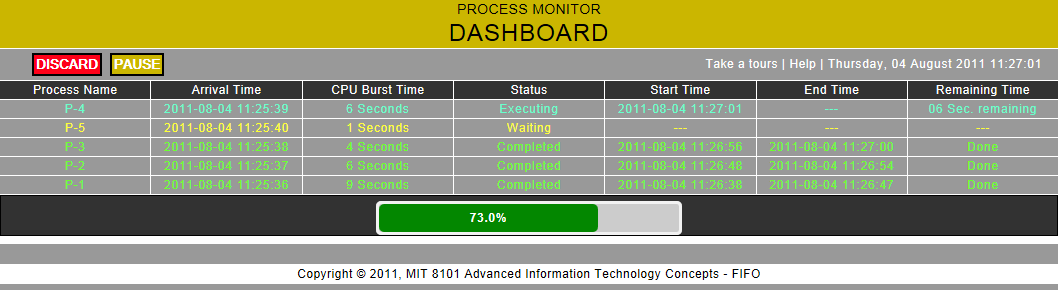 PROCESS MONITOR
DASHBOARD
DISCARD PAUSE Take a tours | Help | Thursday, 04 August 2011 11:27:01
Process Name Arrival Time CPU Burst Time Status Start Time End Time Remaining Time
P-4 2011-08-04 11:25:39 6 Seconds Executing 2011-08-04 11:27:01 --- 06 Sec. remaining
P-5 2011-08-04 11:25:40 1 Seconds Waiting --- --- ---
P-3 2011-08-04 11:25:38 4 Seconds Completed 2011-08-04 11:26:56 2011-08-04 11:27:00 Done
P-2 2011-08-04 11:25:37 6 Seconds Completed 2011-08-04 11:26:48 2011-08-04 11:26:54 Done
P-1 2011-08-04 11:25:36 9 Seconds Completed 2011-08-04 11:26:38 2011-08-04 11:26:47 Done
73.0%
Copyright © 2011, MIT 8101 Advanced Information Technology Concepts - FIFO